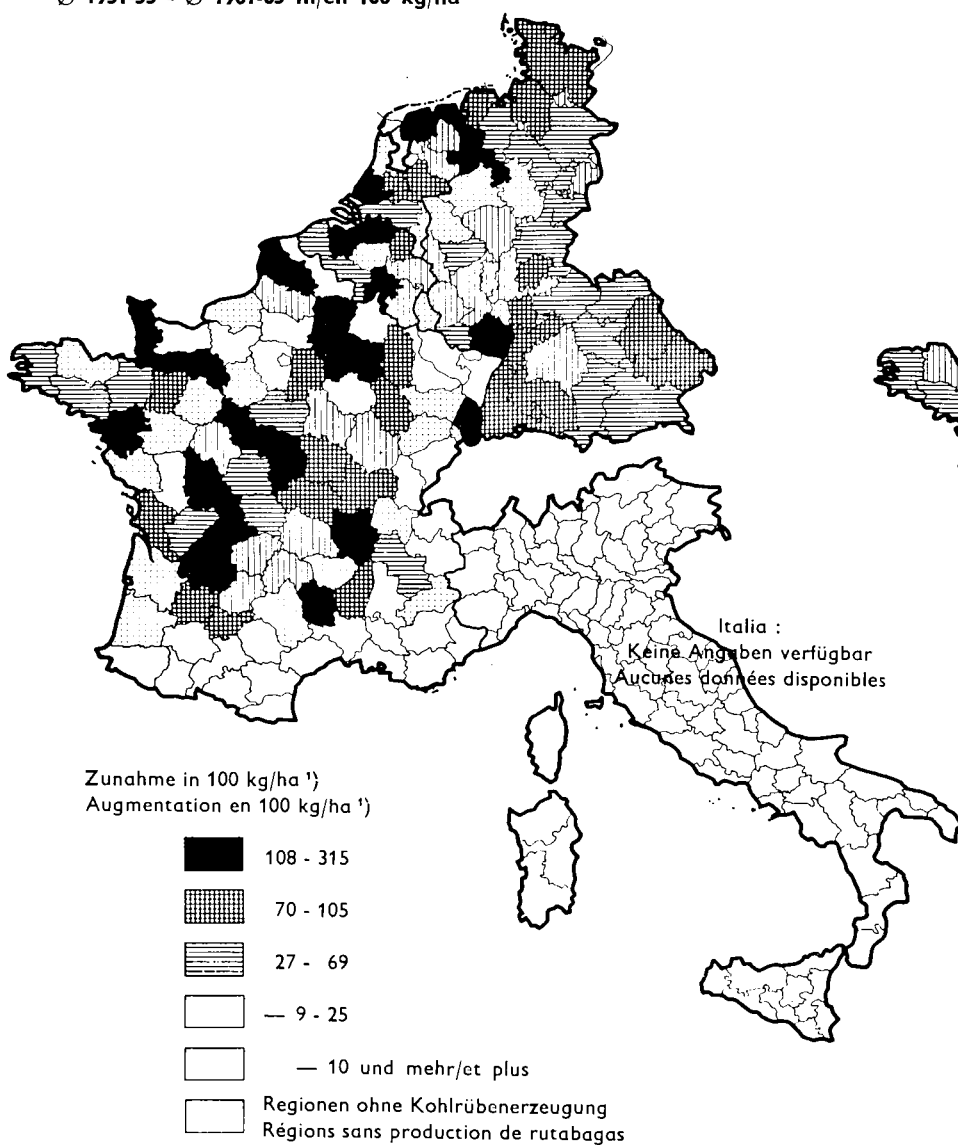 Italia :
Keine Angaben verfügbar
Aucunes données disponibles
Zunahme in 100 kg/ha ¹)
Augmentation en 100 kg/ha ¹)
108 - 315
70 - 105
27 - 69
— 9 - 25
— 10 und mehr/et plus
Regionen ohne Kohlrübenerzeugung
Régions sans production de rutabagas